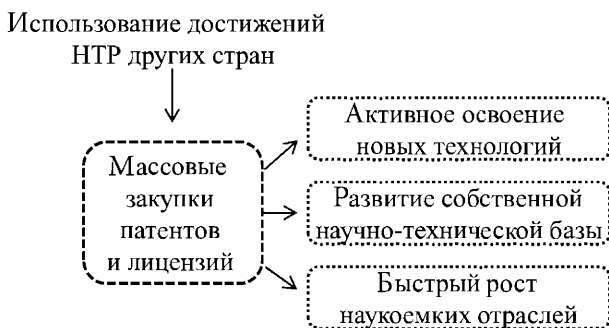 Использование достижений
НТР других стран
Массовые
закупки
патентов
и лицензий
Активное освоение
новых технологий
Развитие собственной
научно-технической базы
Быстрый рост
наукоемких отраслей